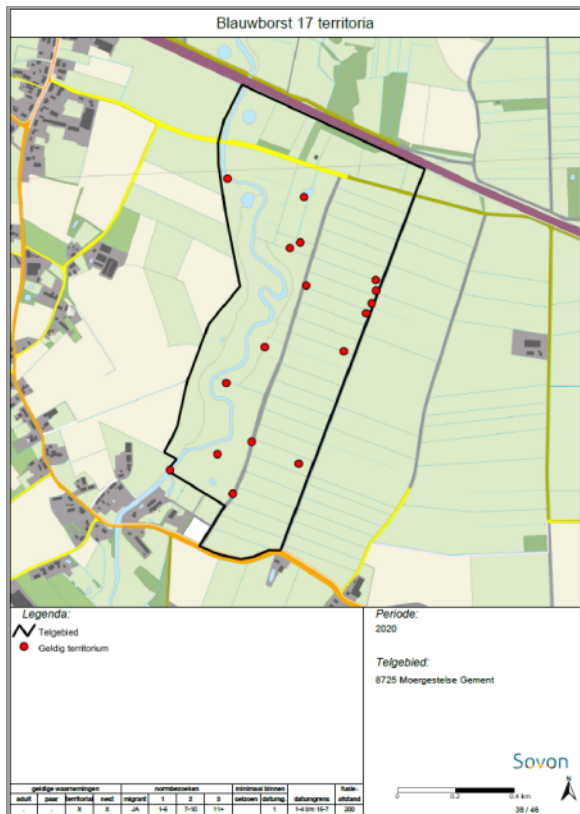 Blauwborst 17 territoria
Legenda:
Telgebied
Geldig territorium
Periode:
2020
Telgebied:
8725 Moergestelse Gement
Sovon
0 0.2 0.4 km
geldige waarnemingen normbezoeken minimaal binnen fusie-
adult paar territoriaal nest migrant 1 2 3 seizoen datumg. datumgrens afstand
. . X X JA 1-6 7-10 11+ 1 1-4 t/m 15-7 200
38 / 46